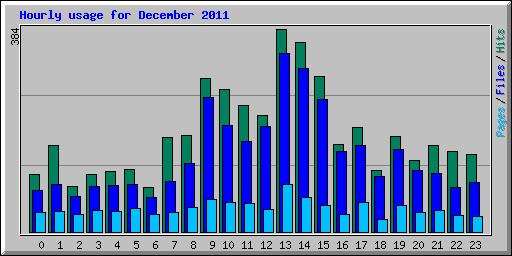 Hourly usage for December 2011
384
Pages/Files/Hits
0 1 2 3 4 5 6 7 8 9 10 11 12 13 14 15 16 17 18 19 20 21 22 23